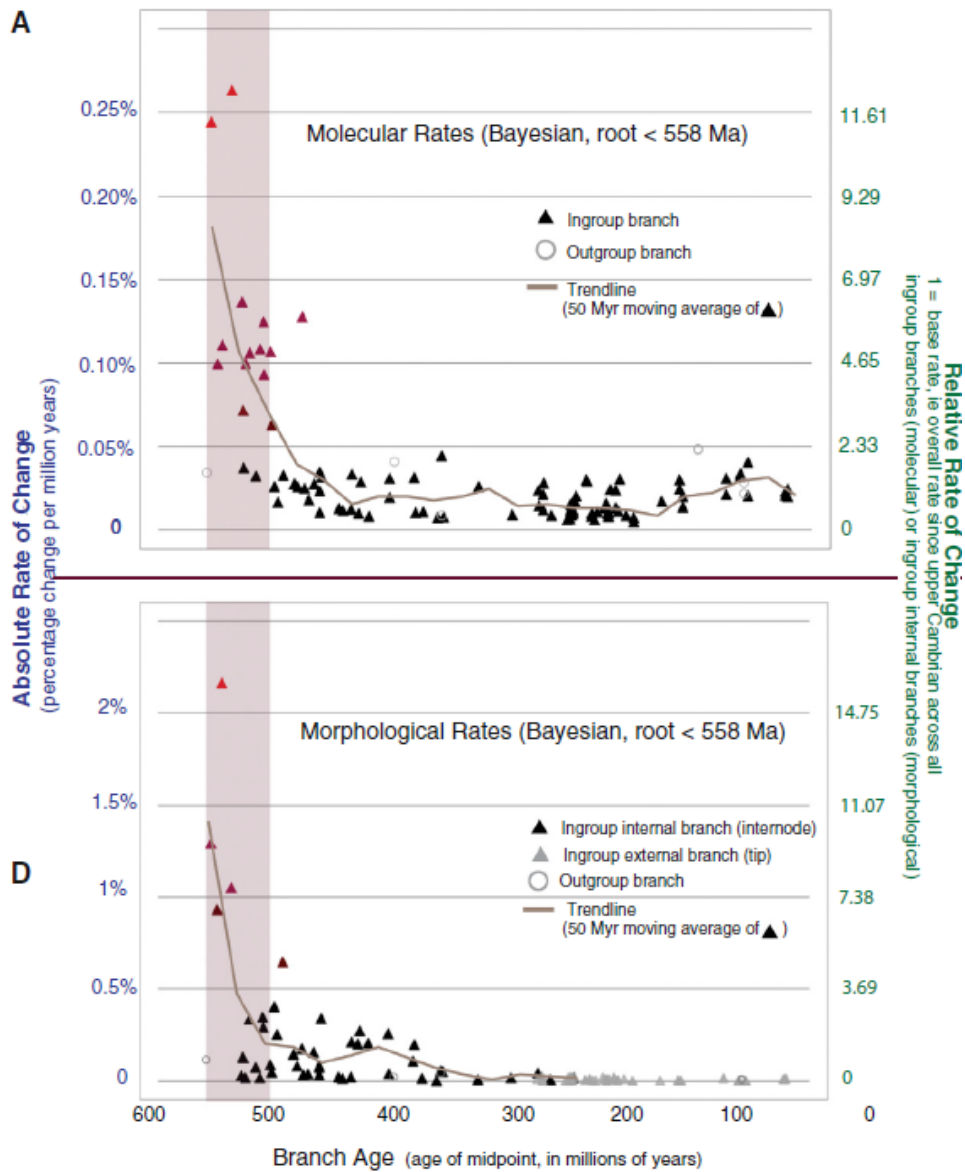 A
Absolute Rate of Change
(percentage change per million years)
0.25%
0.20%
0.15%
0.10%
0.05%
0
Molecular Rates (Bayesian, root < 558 Ma)
Ingroup branch
Outgroup branch
Trendline
(50 Myr moving average of ▲)
11.61
9.29
6.97
4.65
2.33
0
Relative Rate of Change
1 = base rate, ie overall rate since upper Cambrian across all
ingroup branches (molecular) or ingroup internal branches (morphological)
D
2%
1.5%
1%
0.5%
0
Morphological Rates (Bayesian, root < 558 Ma)
Ingroup internal branch (internode)
Ingroup external branch (tip)
Outgroup branch
Trendline
(50 Myr moving average of ▲)
14.75
11.07
7.38
3.69
0
600 500 400 300 200 100 0
Branch Age (age of midpoint, in millions of years)